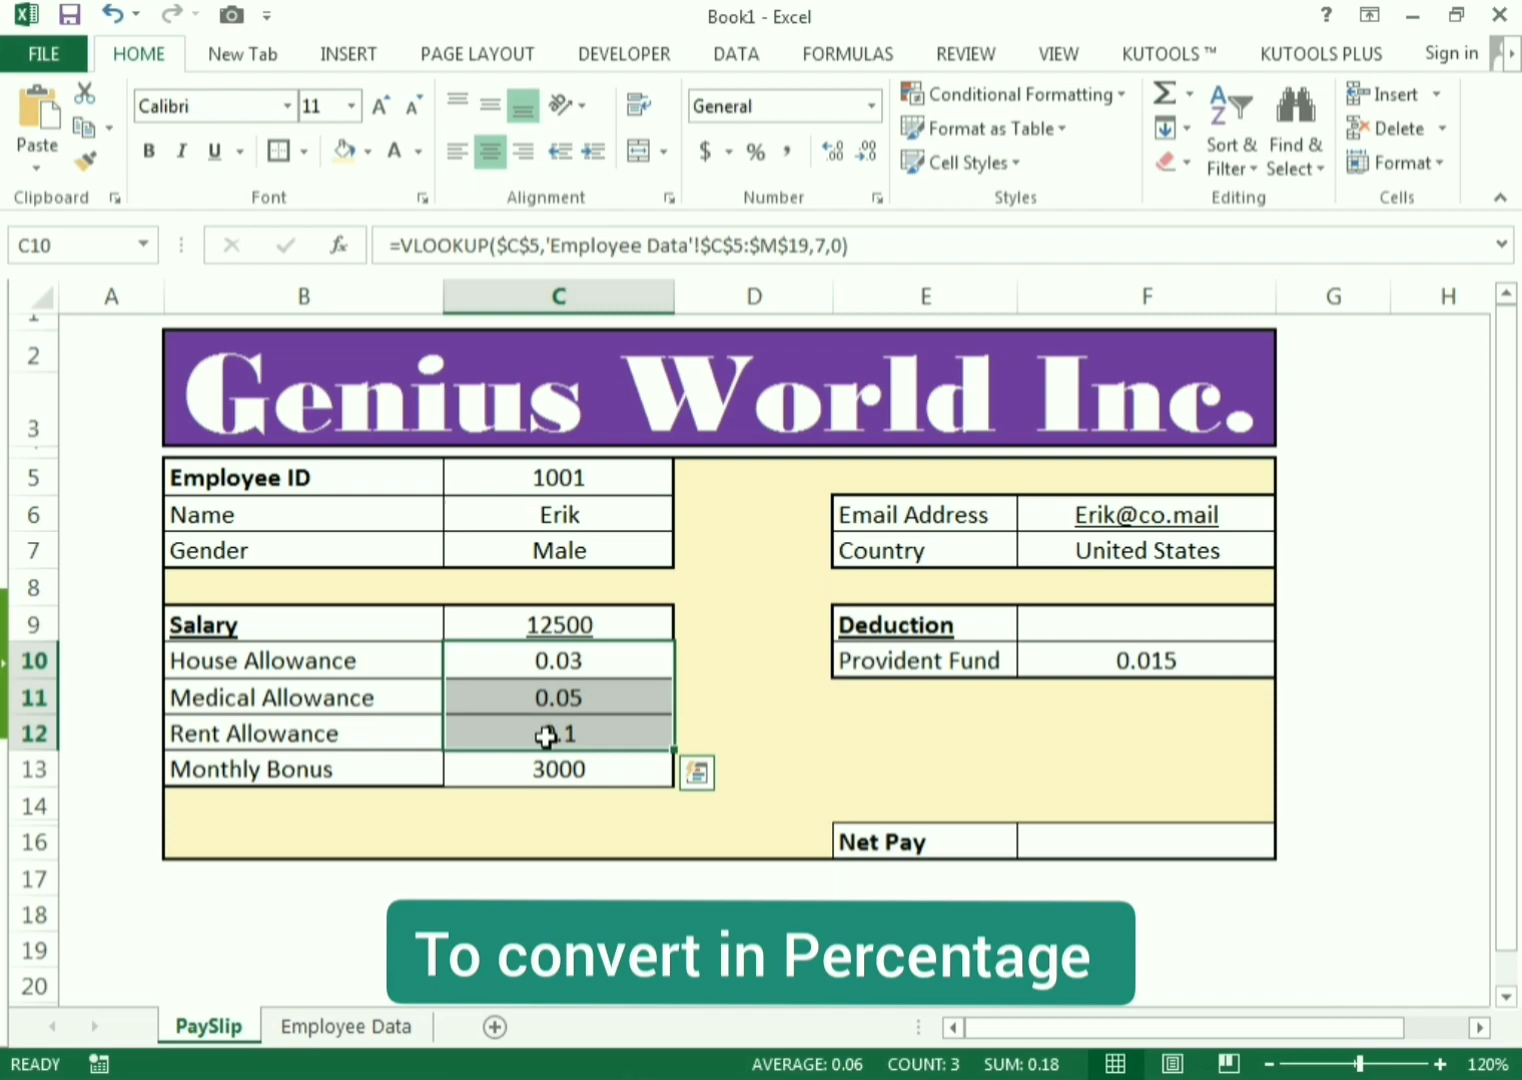 Book1 - Excel
?
FILE HOME New Tab INSERT PAGE LAYOUT DEVELOPER DATA FORMULAS REVIEW VIEW KUTOOLS ™ KUTOOLS PLUS Sign in
Paste
Calibri 11
B I U A
General
$ % ,
Conditional Formatting
Format as Table
Cell Styles
Sort & Filter
Find & Select
Insert
Delete
Format
Clipboard Font Alignment Number Styles Editing Cells
C10 fx =VLOOKUP($C$5,'Employee Data'!$C$5:$M$19,7,0)
A B C D E F G H
1
2
3
Genius World Inc.
5 Employee ID 1001
6 Name Erik Email Address Erik@co.mail
7 Gender Male Country United States
8
9 Salary 12500 Deduction
10 House Allowance 0.03 Provident Fund 0.015
11 Medical Allowance 0.05
12 Rent Allowance .1
13 Monthly Bonus 3000
14
16 Net Pay
17
18
19
20
To convert in Percentage
PaySlip Employee Data
READY AVERAGE: 0.06 COUNT: 3 SUM: 0.18 120%